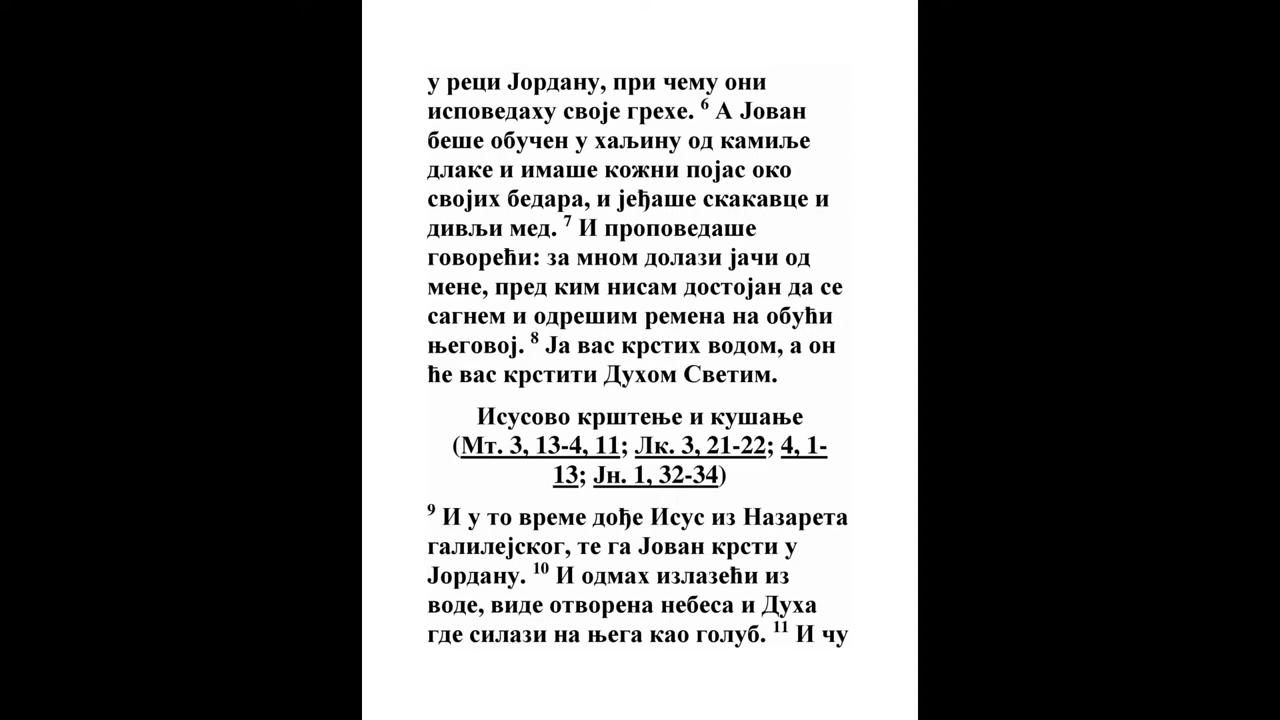 у реци Јордану, при чему они
исповедаху своје грехе. 6 А Јован
беше обучен у хаљину од камиље
длаке и имаше кожни појас око
својих бедара, и јеђаше скакавце и
дивљи мед. 7 И проповедаше
говорећи: за мном долази јачи од
мене, пред ким нисам достојан да се
сагнем и одрешим ремена на обући
његовој. 8 Ја вас крстих водом, а он
ће вас крстити Духом Светим.
Исусово крштење и кушање
(Мт. 3, 13-4, 11; Лк. 3, 21-22; 4, 1-
13; Јн. 1, 32-34)
9 И у то време дође Исус из Назарета
галилејског, те га Јован крсти у
Јордану. 10 И одмах излазећи из
воде, виде отворена небеса и Духа
где силази на њега као голуб. 11 И чу